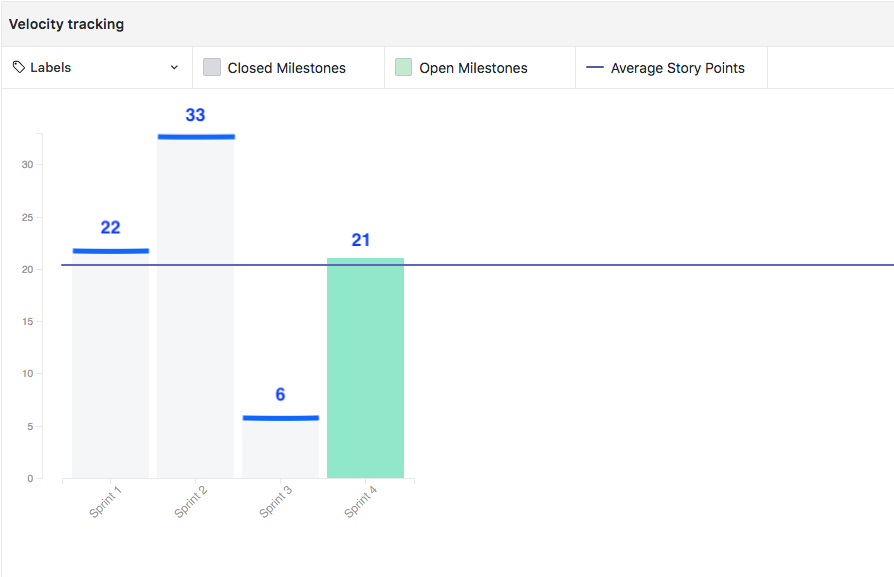 Velocity tracking
Labels
Closed Milestones
Open Milestones
Average Story Points
33
22
21
6
30
25
20
15
10
5
0
Sprint 1
Sprint 2
Sprint 3
Sprint 4